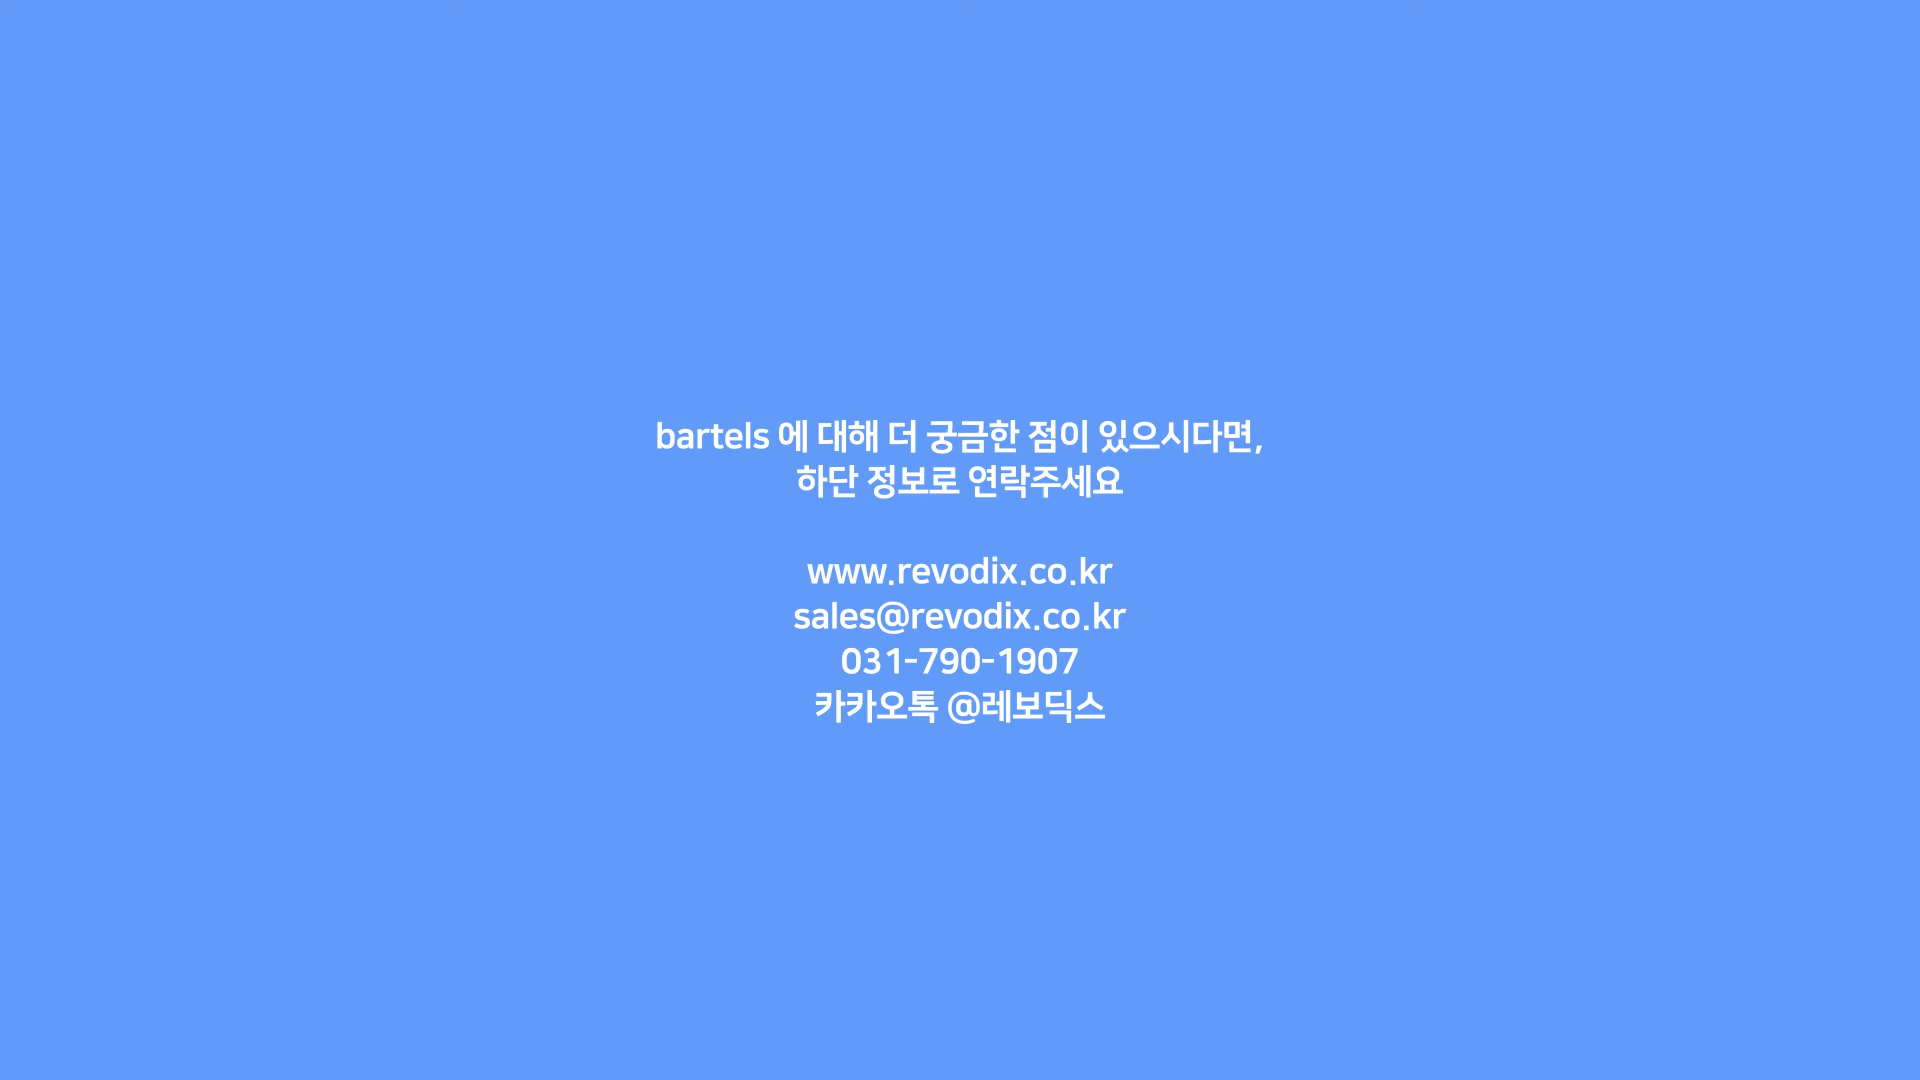 bartels 에 대해 더 궁금한 점이 있으시다면,
하단 정보로 연락주세요
www.revodix.co.kr
sales@revodix.co.kr
031-790-1907
카카오톡 @레보딕스